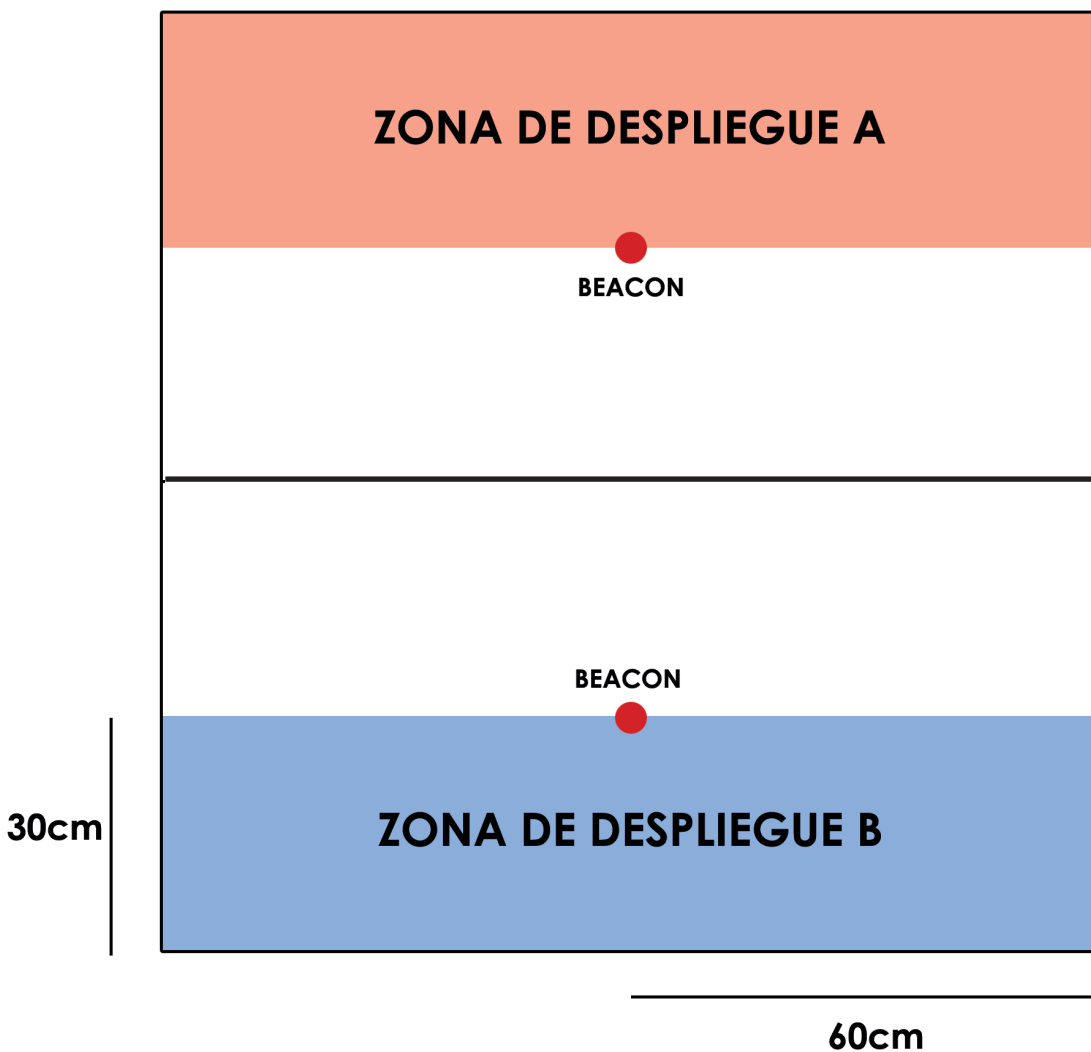 ZONA DE DESPLIEGUE A
BEACON
BEACON
30cm
ZONA DE DESPLIEGUE B
60cm